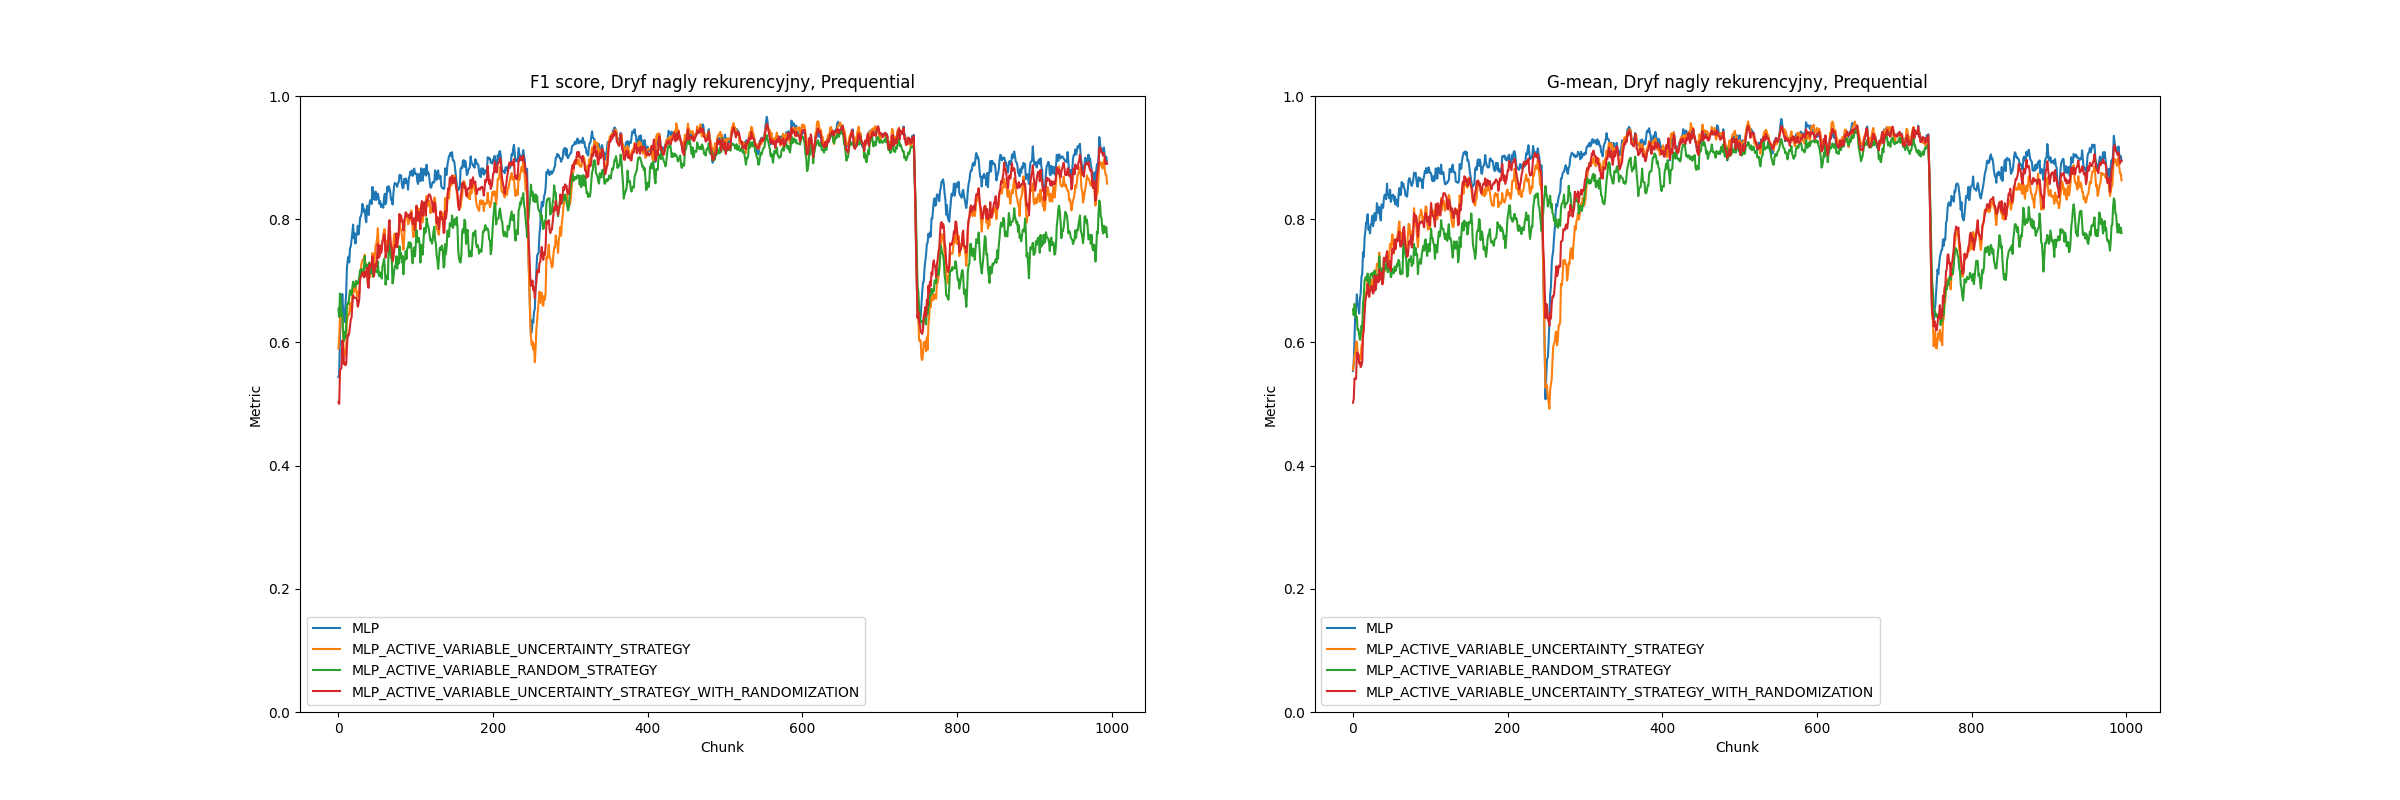 F1 score, Dryf nagly rekurencyjny, Prequential
1.0
0.8
0.6
0.4
0.2
0.0
Metric
0 200 400 600 800 1000
Chunk
MLP
MLP_ACTIVE_VARIABLE_UNCERTAINTY_STRATEGY
MLP_ACTIVE_VARIABLE_RANDOM_STRATEGY
MLP_ACTIVE_VARIABLE_UNCERTAINTY_STRATEGY_WITH_RANDOMIZATION
G-mean, Dryf nagly rekurencyjny, Prequential
1.0
0.8
0.6
0.4
0.2
0.0
Metric
0 200 400 600 800 1000
Chunk
MLP
MLP_ACTIVE_VARIABLE_UNCERTAINTY_STRATEGY
MLP_ACTIVE_VARIABLE_RANDOM_STRATEGY
MLP_ACTIVE_VARIABLE_UNCERTAINTY_STRATEGY_WITH_RANDOMIZATION